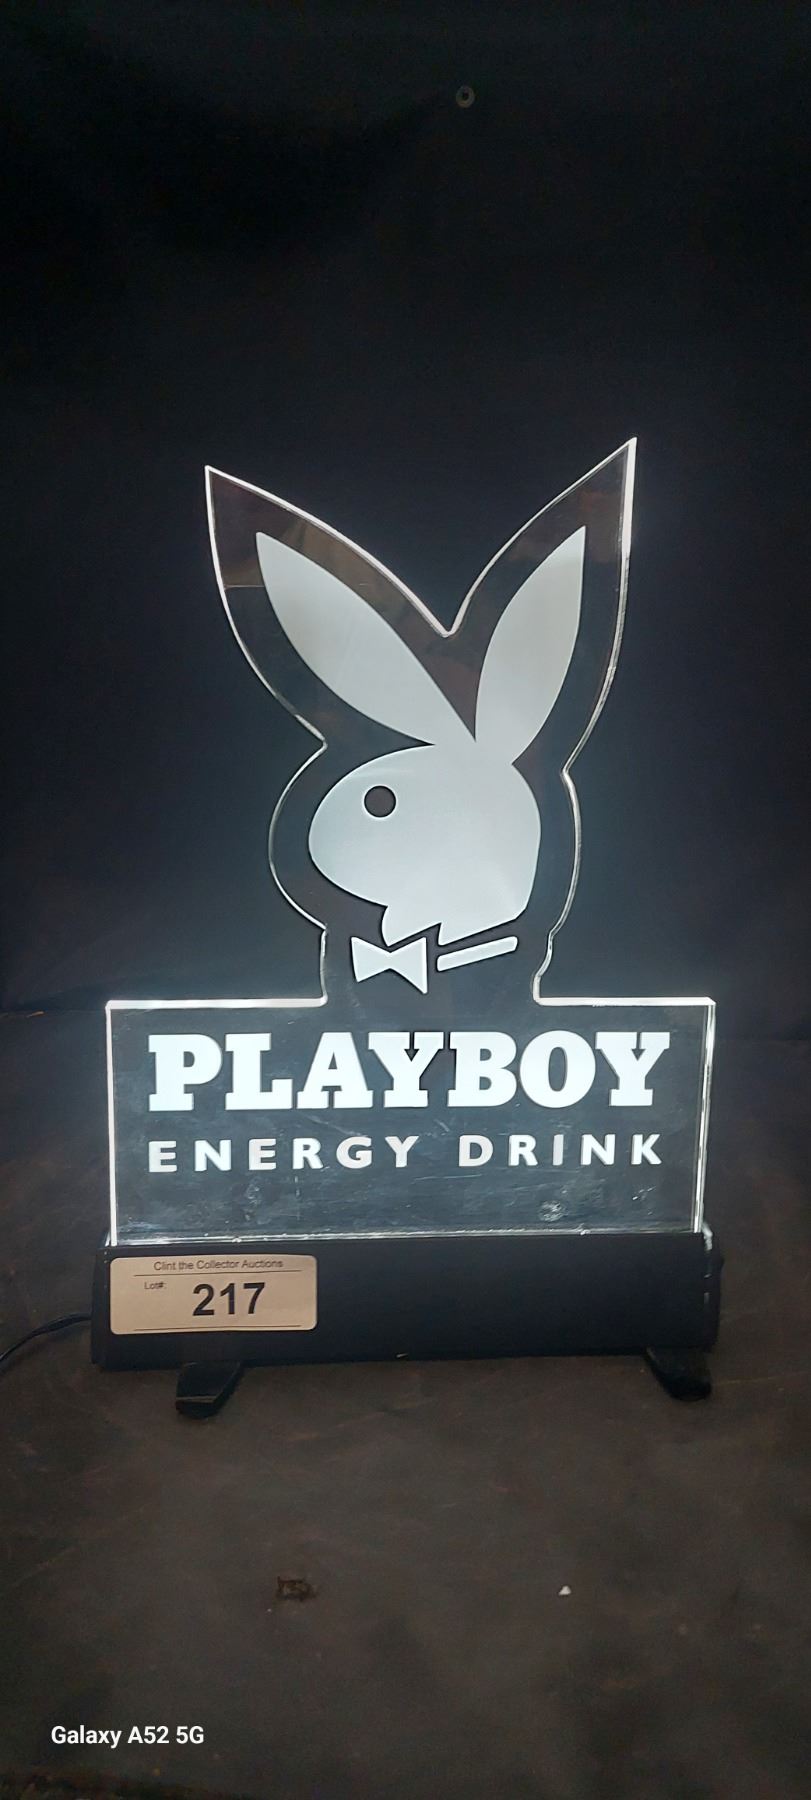 PLAYBOY
ENERGY DRINK
Clint the Collector Auctions
Lot#: 217
Galaxy A52 5G